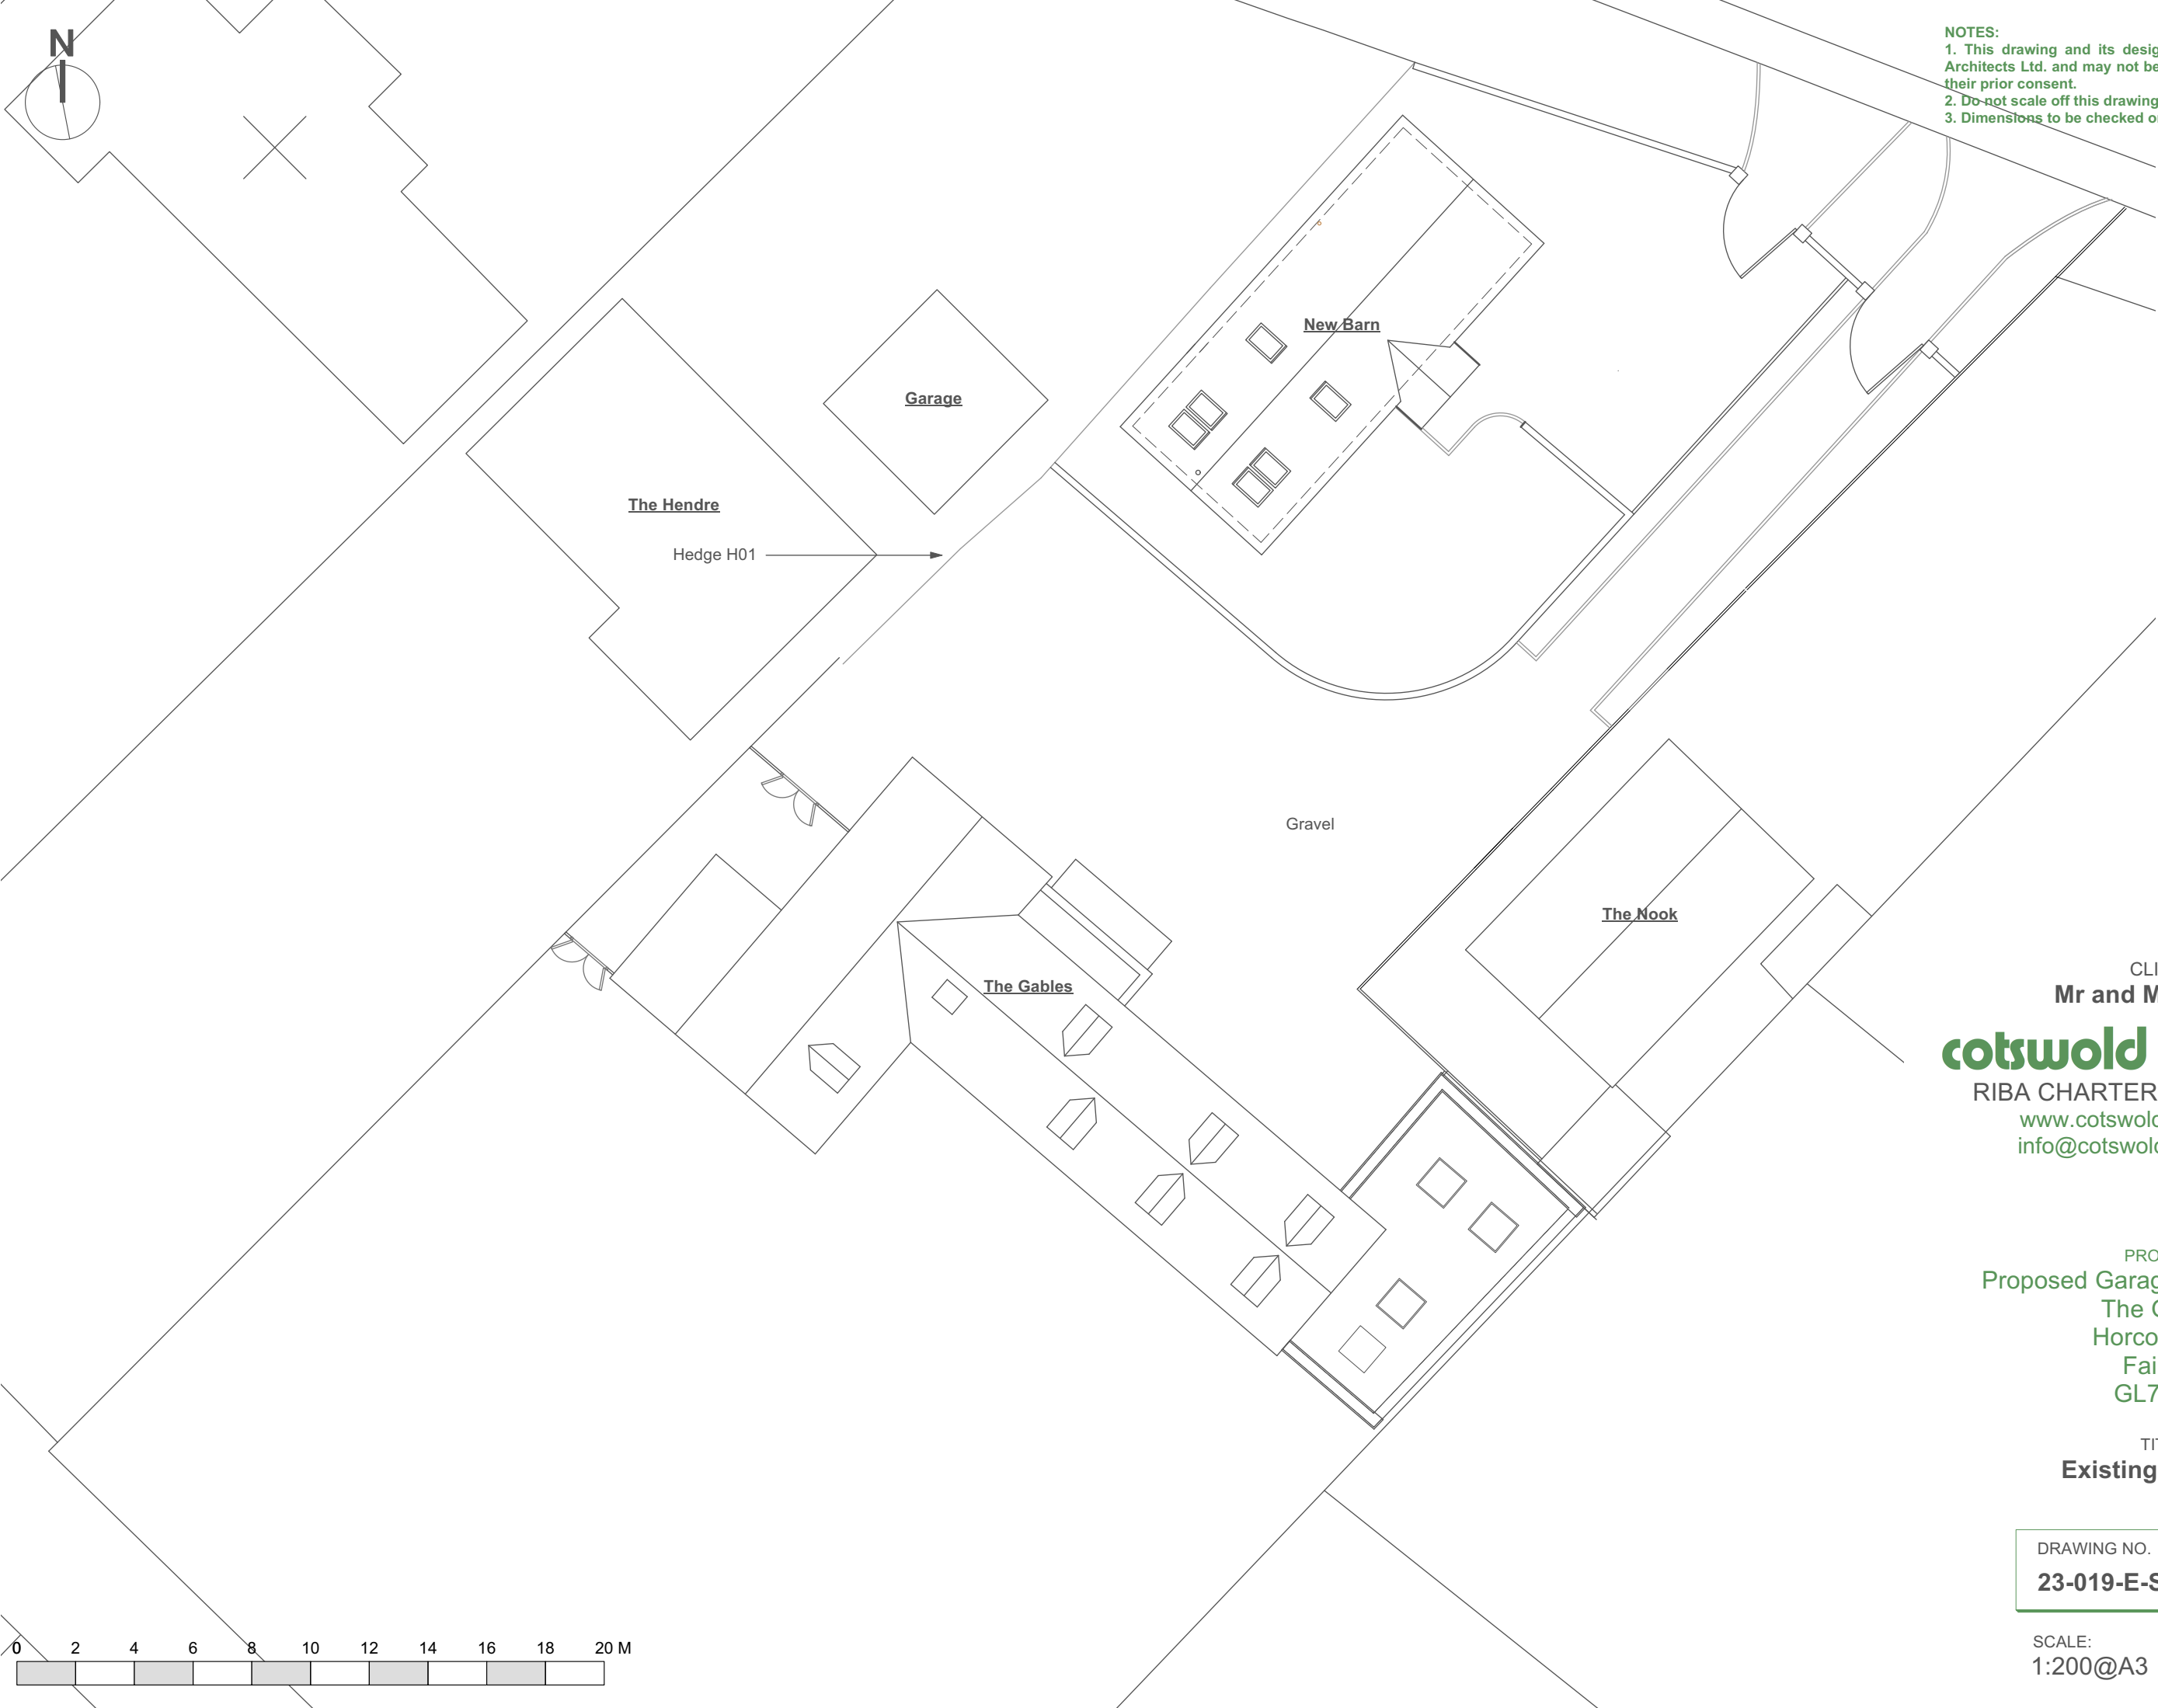 N
NOTES:
1. This drawing and its desig
Architects Ltd. and may not be
their prior consent.
2. Do not scale off this drawing
3. Dimensions to be checked o
New Barn
Garage
The Hendre
Hedge H01
Gravel
The Nook
The Gables
CLI
Mr and M
cotswold
RIBA CHARTER
www.cotswold
info@cotswold
PRO
Proposed Garag
The G
Horco
Fai
GL7
TIT
Existing
DRAWING NO.
23-019-E-S
SCALE:
1:200@A3
0 2 4 6 8 10 12 14 16 18 20 M